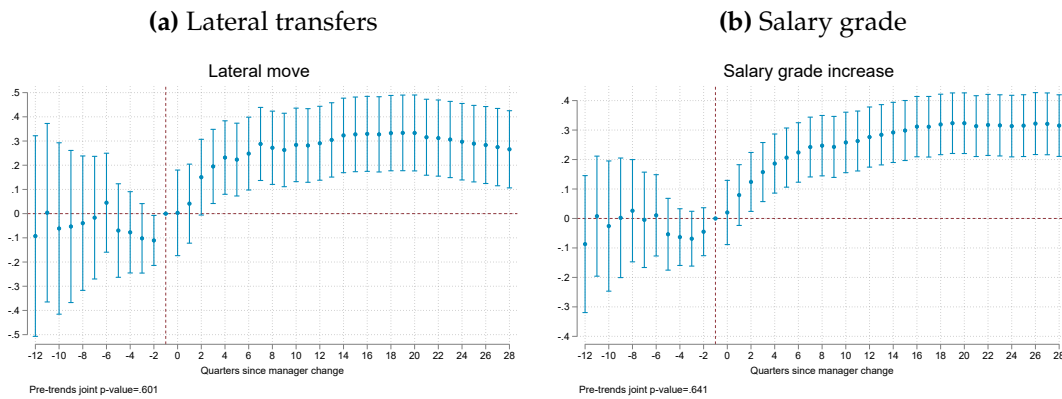 (a) Lateral transfers
(b) Salary grade
Lateral move
.5
.4
.3
.2
.1
0
-.1
-.2
-.3
-.4
-.5
-12 -10 -8 -6 -4 -2 0 2 4 6 8 10 12 14 16 18 20 22 24 26 28
Quarters since manager change
Pre-trends joint p-value=.601
Salary grade increase
.4
.3
.2
.1
0
-.1
-.2
-.3
-.4
-12 -10 -8 -6 -4 -2 0 2 4 6 8 10 12 14 16 18 20 22 24 26 28
Quarters since manager change
Pre-trends joint p-value=.641